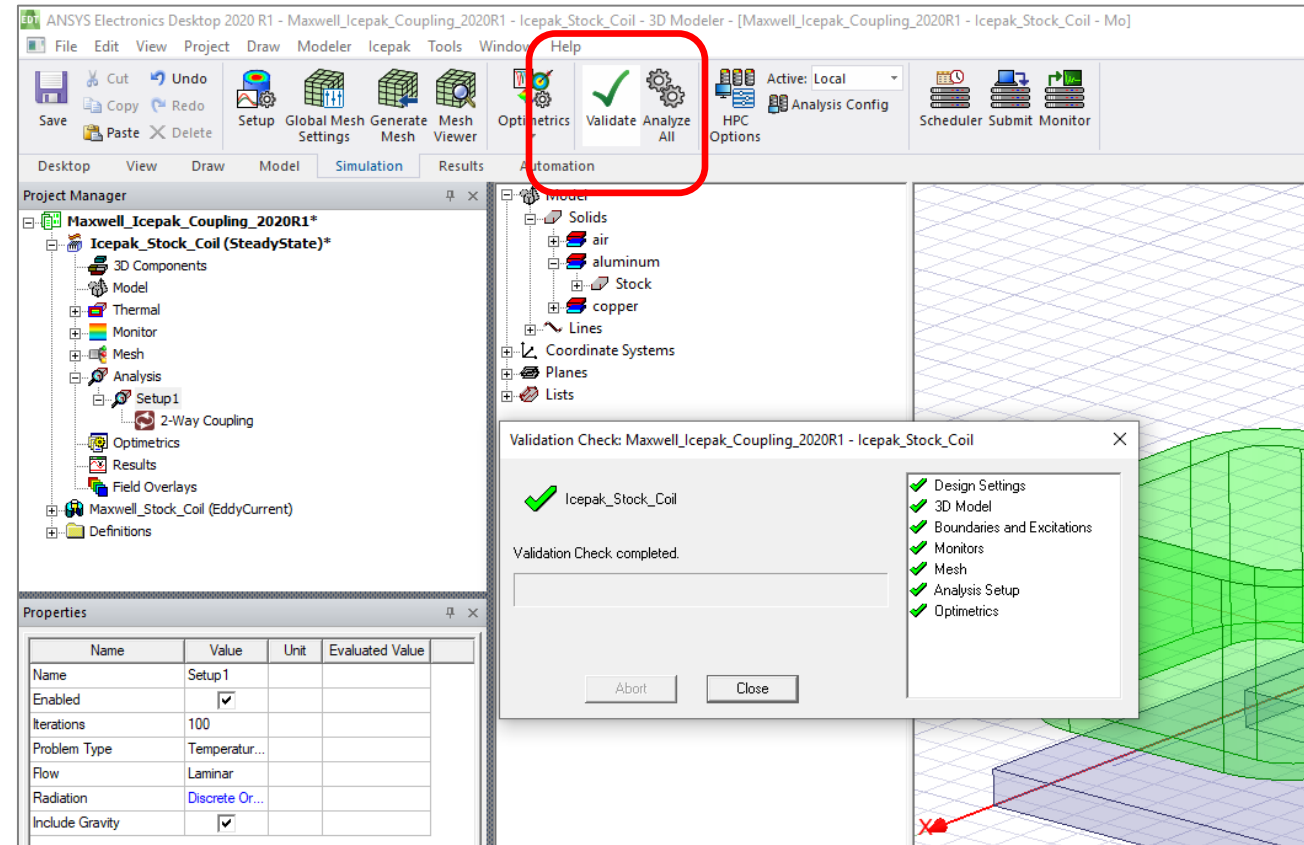 EDT ANSYS Electronics Desktop 2020 R1 - Maxwell_Icepak_Coupling_2020R1 - Icepak_Stock_Coil - 3D Modeler - [Maxwell_Icepak_Coupling_2020R1 - Icepak_Stock_Coil - Mo]
File Edit View Project Draw Modeler Icepak Tools Window Help
Save
Cut
Copy
Paste
Undo
Redo
Delete
Setup
Global Mesh
Settings
Generate
Mesh
Mesh
Viewer
Optimetrics
Validate
Analyze
All
HPC
Options
Active: Local
Analysis Config
Scheduler Submit Monitor
Desktop View Draw Model Simulation Results Automation
Project Manager
Maxwell_Icepak_Coupling_2020R1*
Icepak_Stock_Coil (SteadyState)*
3D Components
Model
Thermal
Monitor
Mesh
Analysis
Setup1
2-Way Coupling
Optimetrics
Results
Field Overlays
Maxwell_Stock_Coil (EddyCurrent)
Definitions
Model
Solids
air
aluminum
Stock
copper
Lines
Coordinate Systems
Planes
Lists
Validation Check: Maxwell_Icepak_Coupling_2020R1 - Icepak_Stock_Coil
Icepak_Stock_Coil
Validation Check completed.
Abort
Close
Design Settings
3D Model
Boundaries and Excitations
Monitors
Mesh
Analysis Setup
Optimetrics
Properties
Name Value Unit Evaluated Value
Name Setup1
Enabled
Iterations 100
Problem Type Temperatur...
Flow Laminar
Radiation Discrete Or...
Include Gravity
X